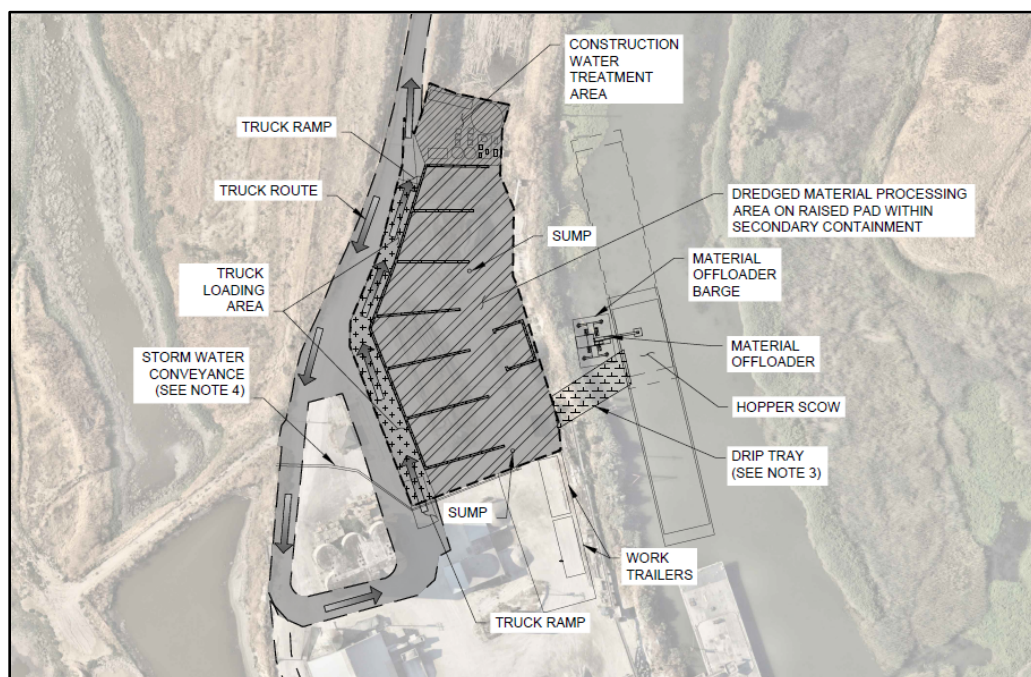 CONSTRUCTION
WATER
TREATMENT
AREA
TRUCK RAMP
TRUCK ROUTE
DREDGED MATERIAL PROCESSING
AREA ON RAISED PAD WITHIN
SECONDARY CONTAINMENT
SUMP
MATERIAL
OFFLOADER
BARGE
TRUCK
LOADING
AREA
MATERIAL
OFFLOADER
STORM WATER
CONVEYANCE
(SEE NOTE 4)
HOPPER SCOW
DRIP TRAY
(SEE NOTE 3)
SUMP
WORK
TRAILERS
TRUCK RAMP